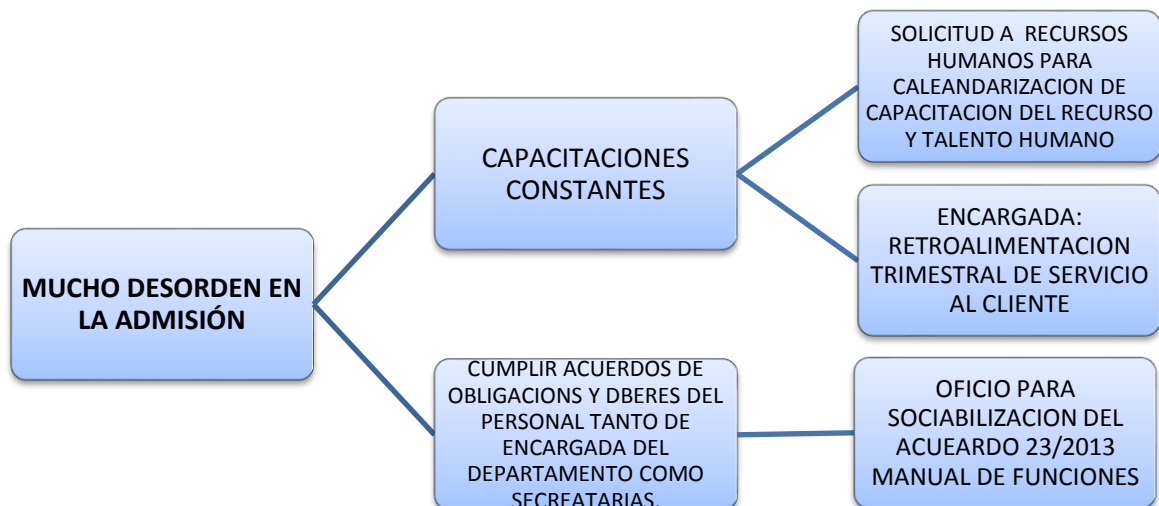 MUCHO DESORDEN EN
LA ADMISIÓN
CAPACITACIONES
CONSTANTES
SOLICITUD A RECURSOS
HUMANOS PARA
CALEANDARIZACION DE
CAPACITACION DEL RECURSO
Y TALENTO HUMANO
ENCARGADA:
RETROALIMENTACION
TRIMESTRAL DE SERVICIO
AL CLIENTE
CUMPLIR ACUERDOS DE
OBLIGACIONS Y DBERES DEL
PERSONAL TANTO DE
ENCARGADA DEL
DEPARTAMENTO COMO
SECREATARIAS.
OFICIO PARA
SOCIABILIZACION DEL
ACUEARDO 23/2013
MANUAL DE FUNCIONES